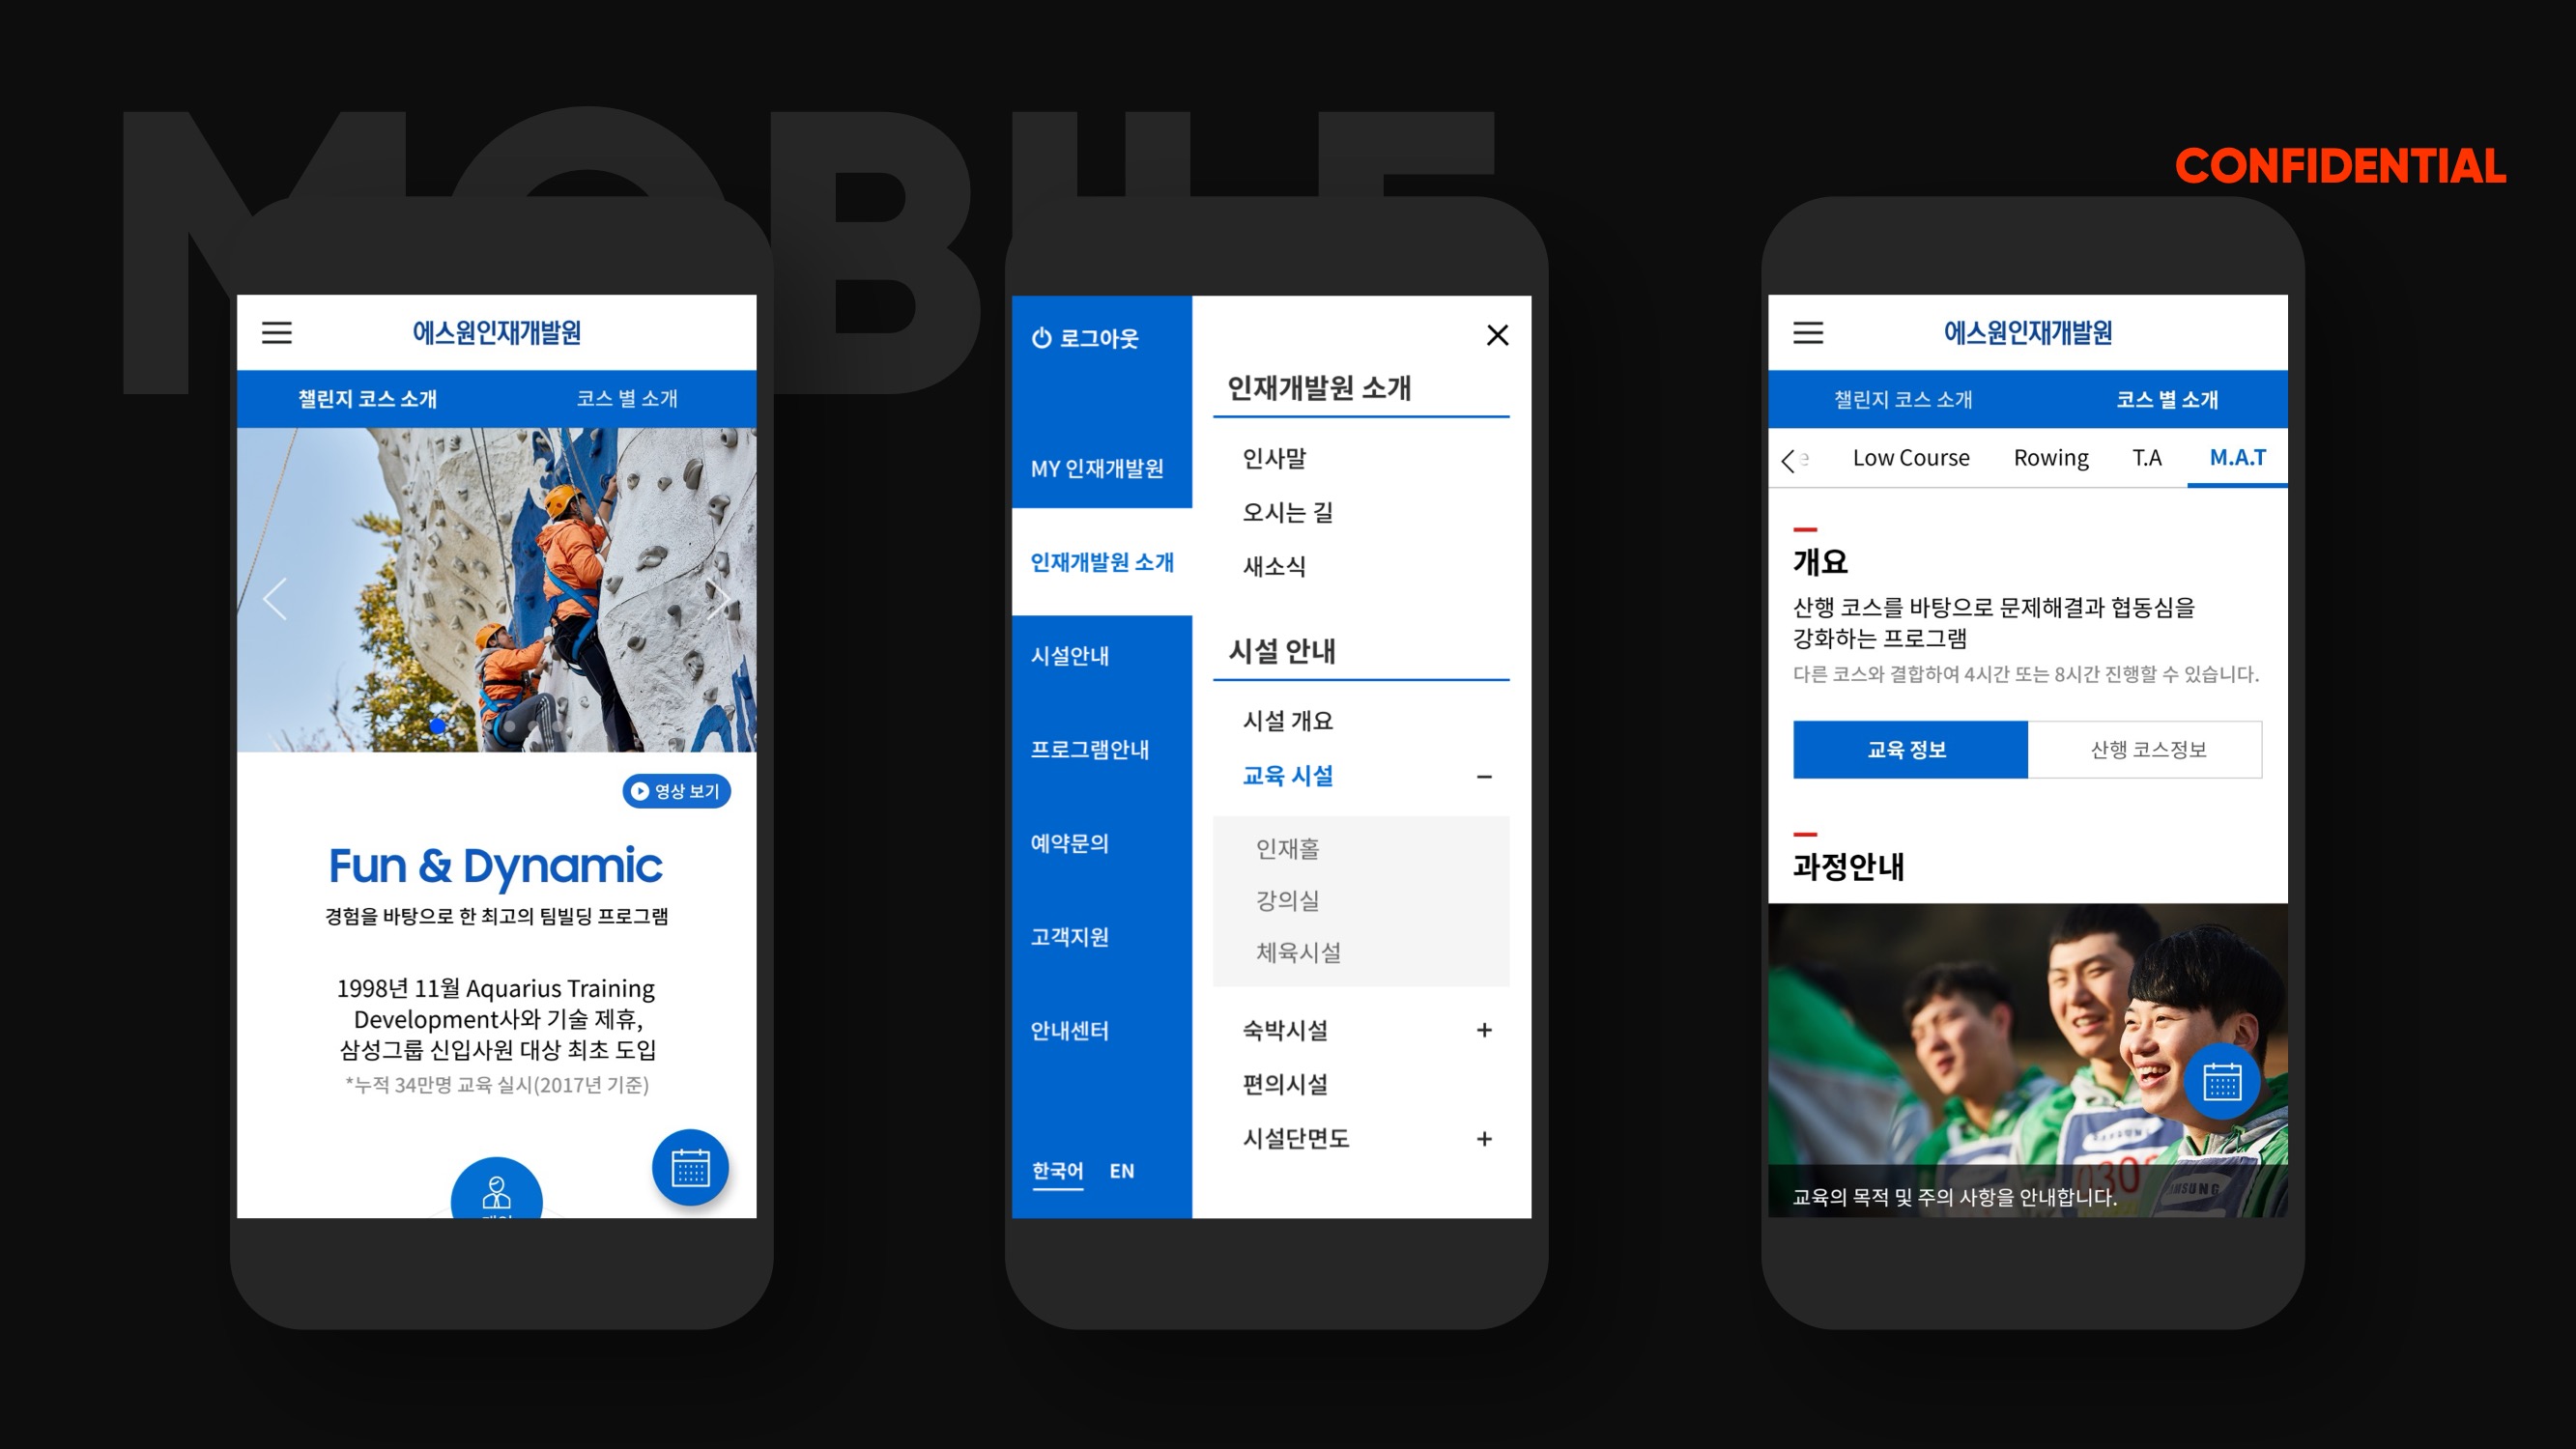 MOBILE
CONFIDENTIAL
에스원인재개발원
챌린지 코스 소개
코스 별 소개
영상 보기
Fun & Dynamic
경험을 바탕으로 한 최고의 팀빌딩 프로그램
1998년 11월 Aquarius Training
Development사와 기술 제휴,
삼성그룹 신입사원 대상 최초 도입
*누적 34만명 교육 실시(2017년 기준)
로그아웃
MY 인재개발원
인재개발원 소개
시설안내
프로그램안내
예약문의
고객지원
안내센터
한국어 EN
인재개발원 소개
인사말
오시는 길
새소식
시설 안내
시설 개요
교육 시설 −
인재홀
강의실
체육시설
숙박시설 +
편의시설
시설단면도 +
에스원인재개발원
챌린지 코스 소개
코스 별 소개
e Low Course Rowing T.A M.A.T
개요
산행 코스를 바탕으로 문제해결과 협동심을
강화하는 프로그램
다른 코스와 결합하여 4시간 또는 8시간 진행할 수 있습니다.
교육 정보
산행 코스정보
과정안내
SAMSUNG
교육의 목적 및 주의 사항을 안내합니다.